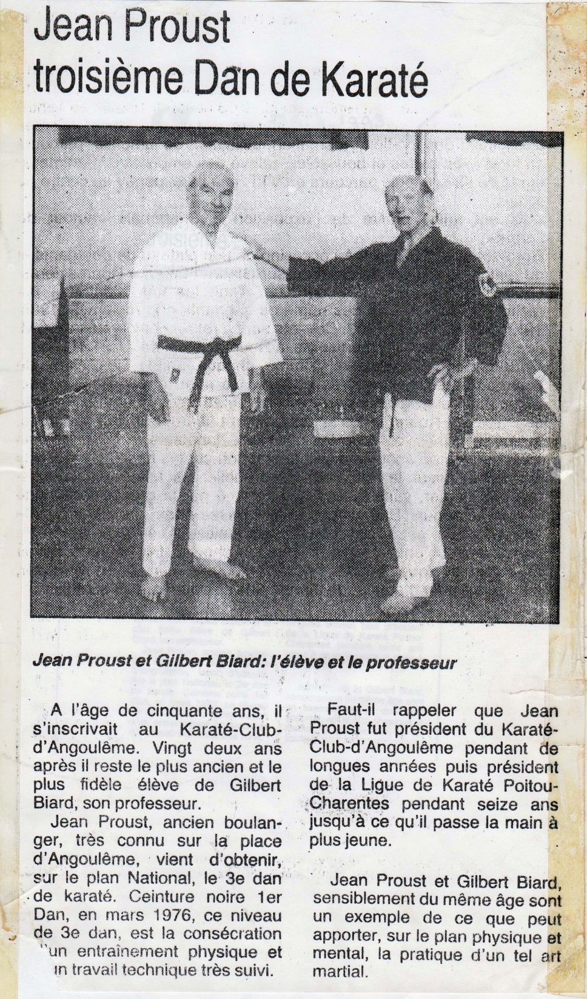 Jean Proust
troisième Dan de Karaté
Jean Proust et Gilbert Biard: l'élève et le professeur
A l'âge de cinquante ans, il
s'inscrivait au Karaté-Club-
d'Angoulême. Vingt deux ans
après il reste le plus ancien et le
plus fidèle élève de Gilbert
Biard, son professeur.
Jean Proust, ancien boulan-
ger, très connu sur la place
d'Angoulême, vient d'obtenir,
sur le plan National, le 3e dan
de karaté. Ceinture noire 1er
Dan, en mars 1976, ce niveau
de 3e dan, est la consécration
un entraînement physique et
travail technique très suivi.
Faut-il rappeler que Jean
Proust fut président du Karaté-
Club-d'Angoulême pendant de
longues années puis président
de la Ligue de Karaté Poitou-
Charentes pendant seize ans
jusqu'à ce qu'il passe la main à
plus jeune.
Jean Proust et Gilbert Biard,
sensiblement du même âge sont
un exemple de ce que peut
apporter, sur le plan physique et
mental, la pratique d'un tel art
martial.